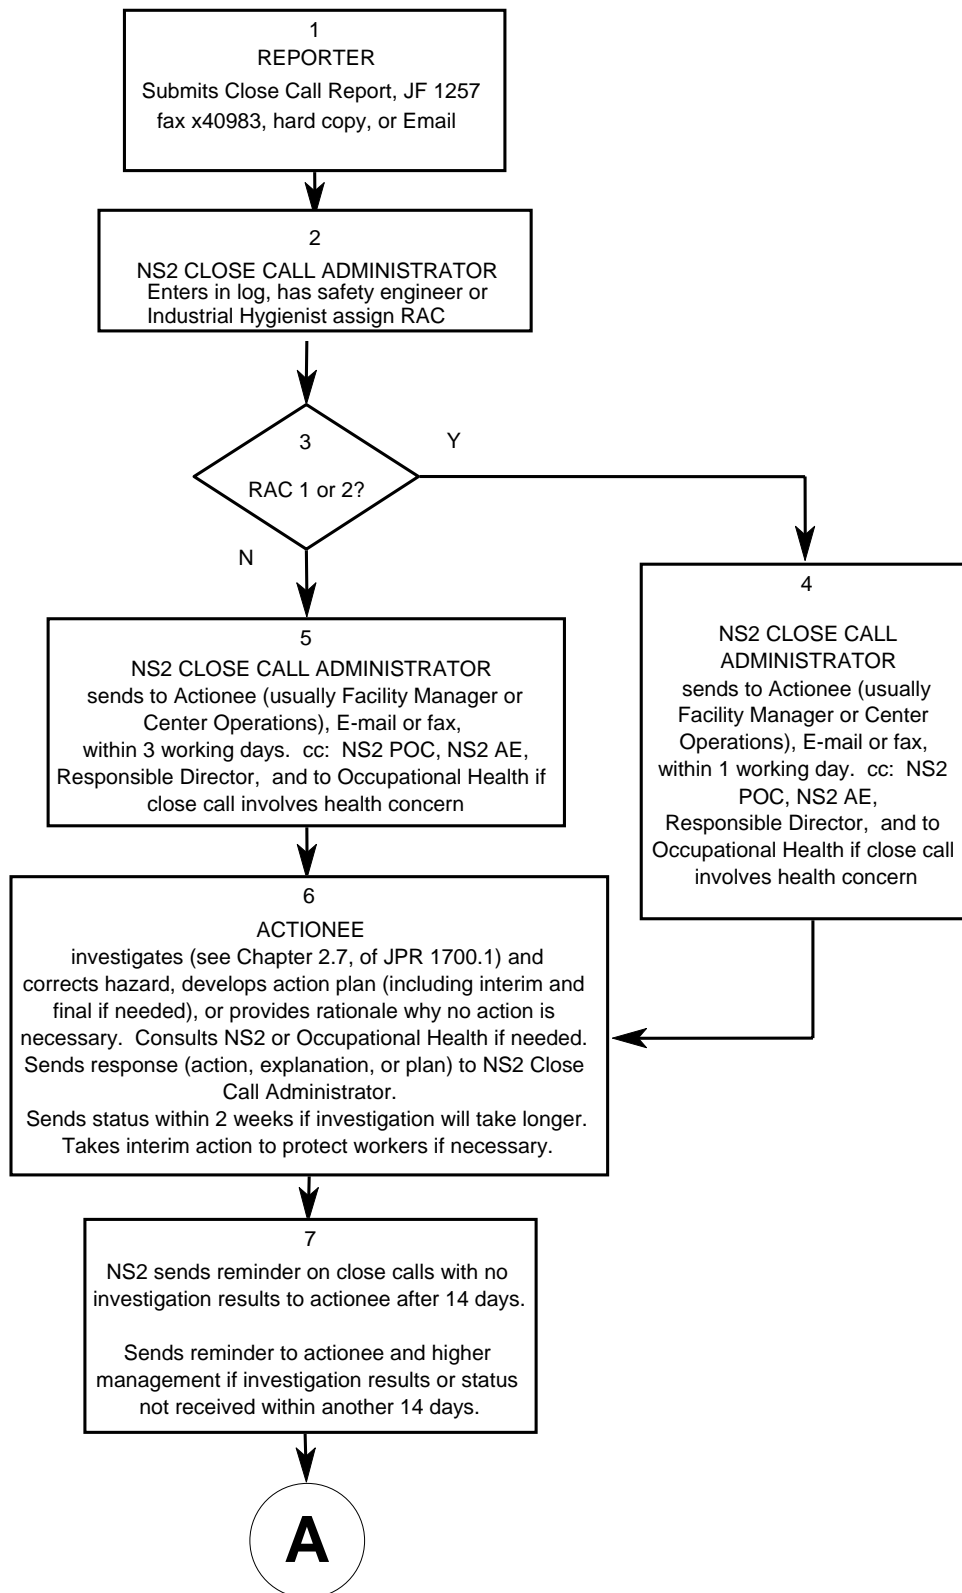 1
REPORTER
Submits Close Call Report, JF 1257
fax x40983, hard copy, or Email
2
NS2 CLOSE CALL ADMINISTRATOR
Enters in log, has safety engineer or
Industrial Hygienist assign RAC
3
RAC 1 or 2?
Y
N
4
NS2 CLOSE CALL
ADMINISTRATOR
sends to Actionee (usually
Facility Manager or Center
Operations), E-mail or fax,
within 1 working day.  cc:  NS2
POC, NS2 AE,
Responsible Director,  and to
Occupational Health if close call
involves health concern
5
NS2 CLOSE CALL ADMINISTRATOR
sends to Actionee (usually Facility Manager or
Center Operations), E-mail or fax,
within 3 working days.  cc:  NS2 POC, NS2 AE,
Responsible Director,  and to Occupational Health if
close call involves health concern
6
ACTIONEE
investigates (see Chapter 2.7, of JPR 1700.1) and
corrects hazard, develops action plan (including interim and
final if needed), or provides rationale why no action is
necessary.  Consults NS2 or Occupational Health if needed.
Sends response (action, explanation, or plan) to NS2 Close
Call Administrator.
Sends status within 2 weeks if investigation will take longer.
Takes interim action to protect workers if necessary.
7
NS2 sends reminder on close calls with no
investigation results to actionee after 14 days.
Sends reminder to actionee and higher
management if investigation results or status
not received within another 14 days.
A